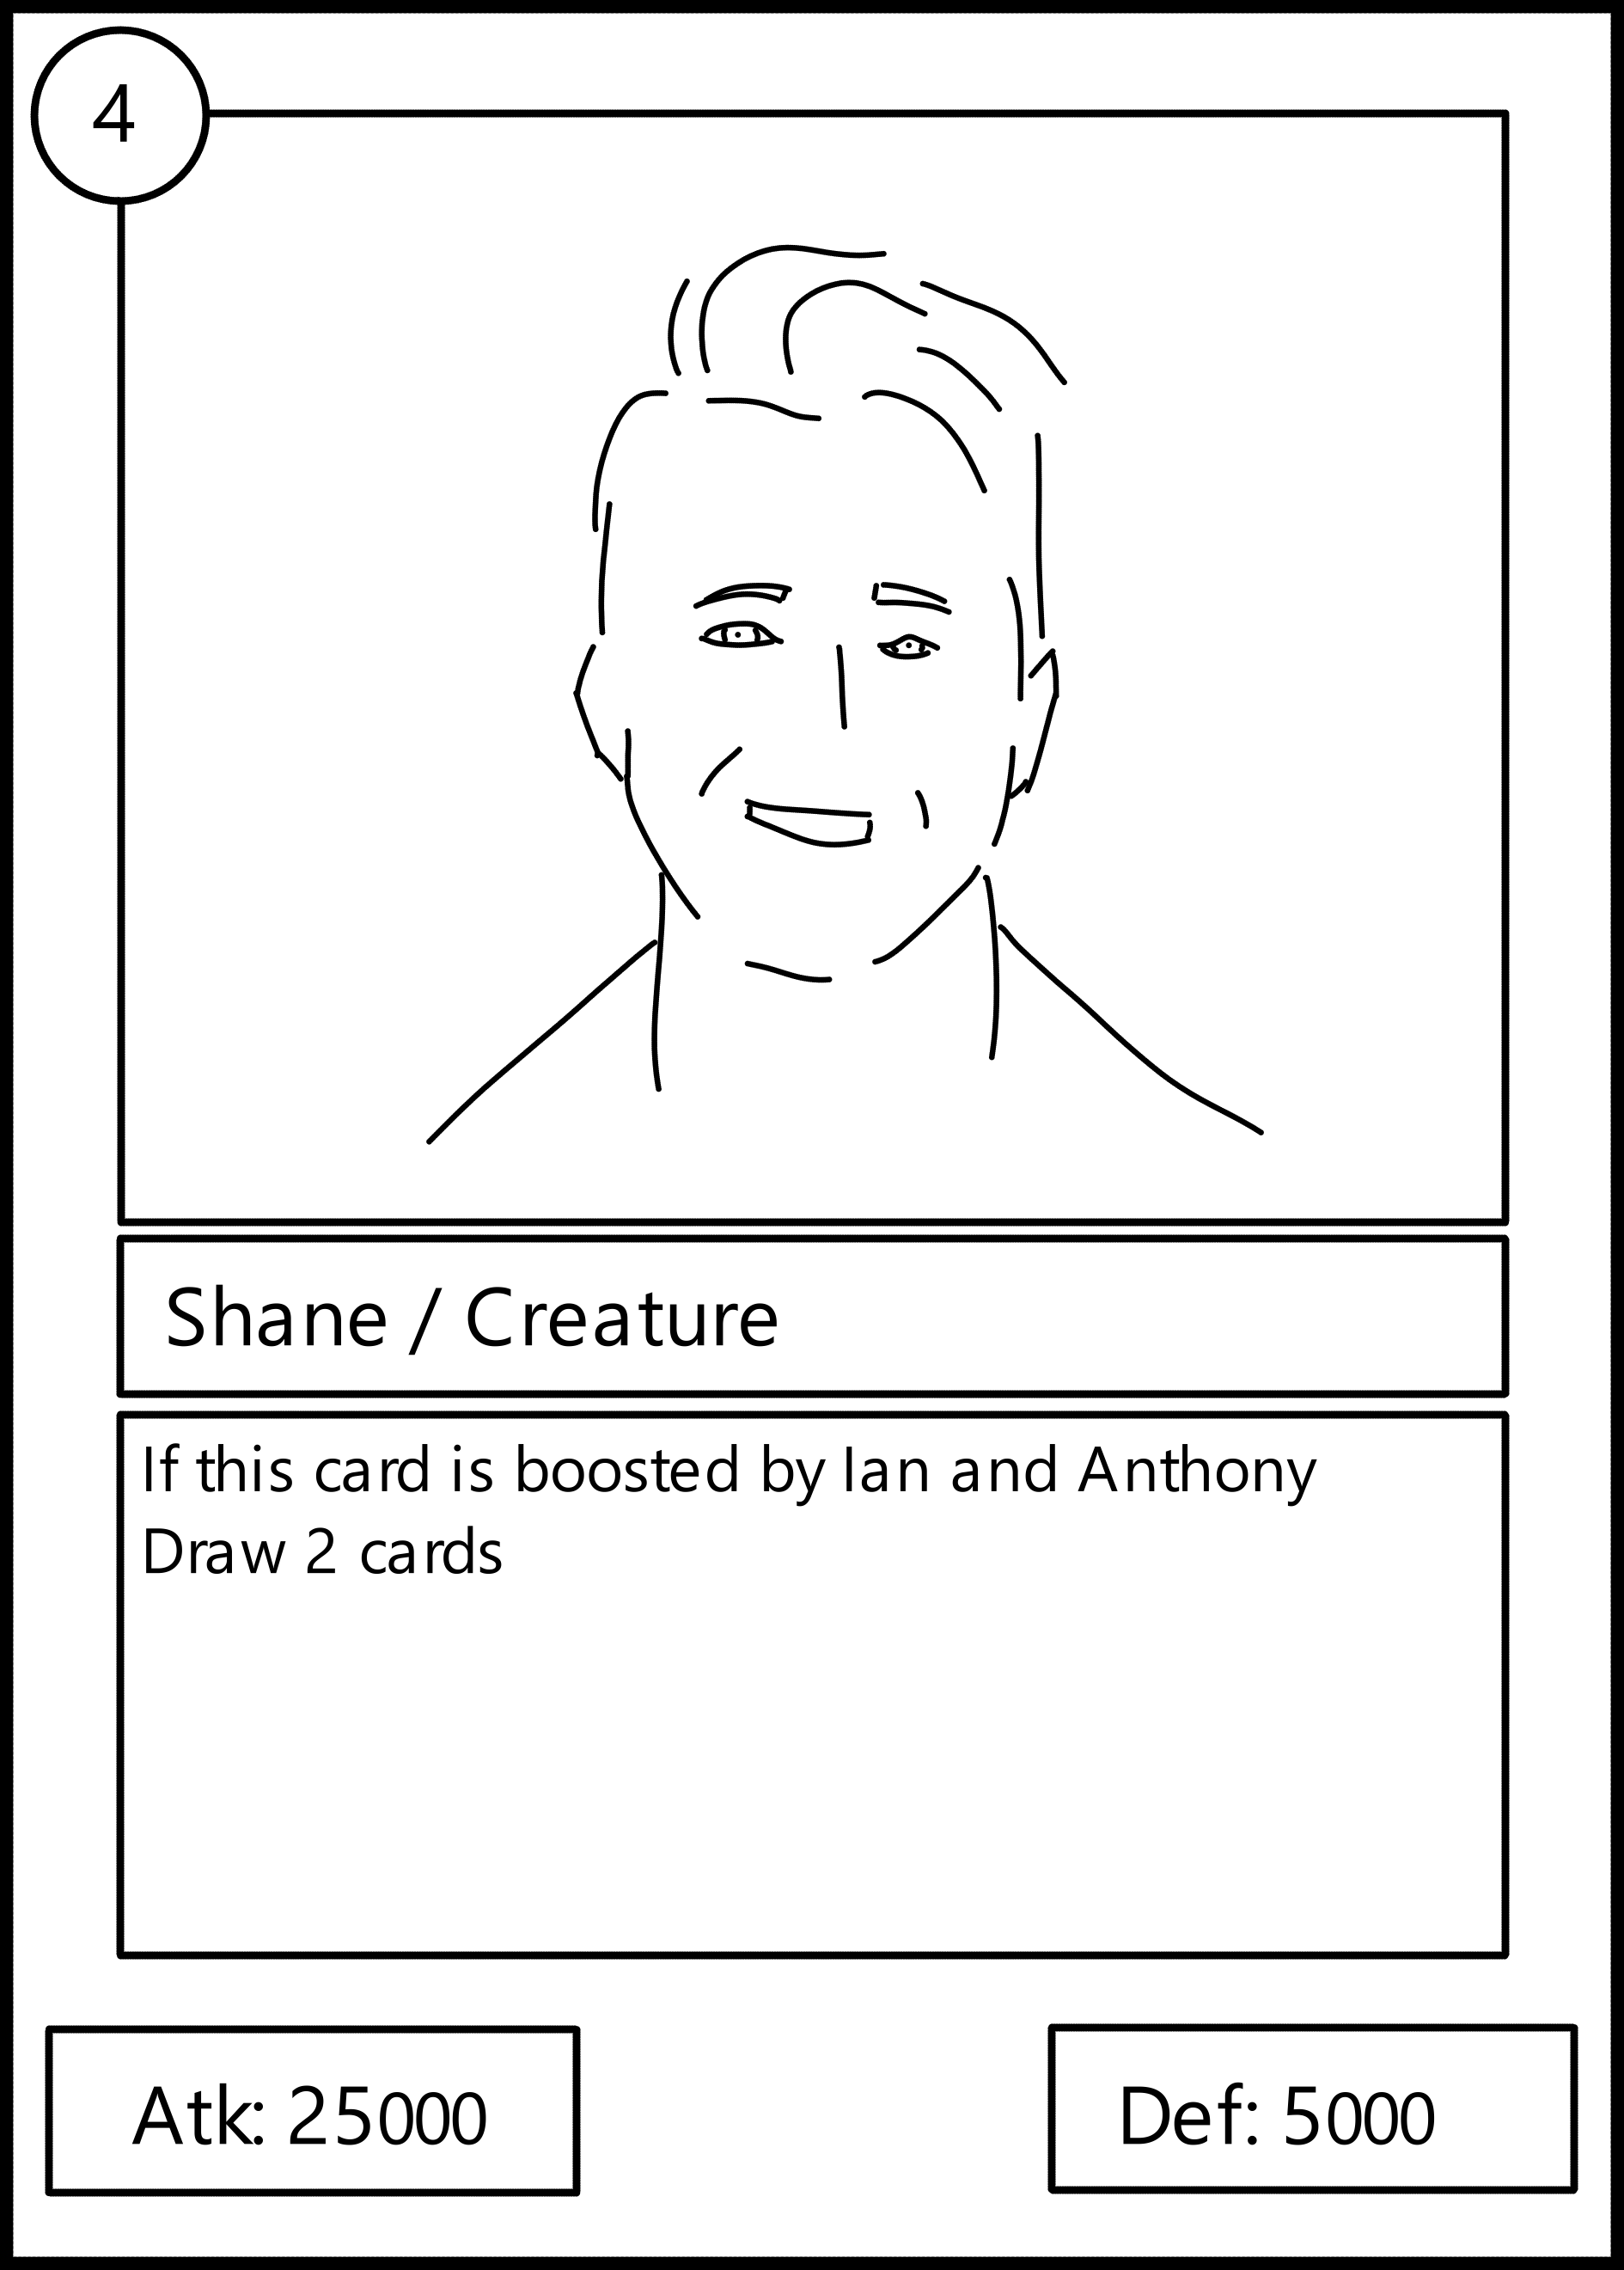 4
Shane / Creature
If this card is boosted by Ian and Anthony
Draw 2 cards
Atk: 25000
Def: 5000